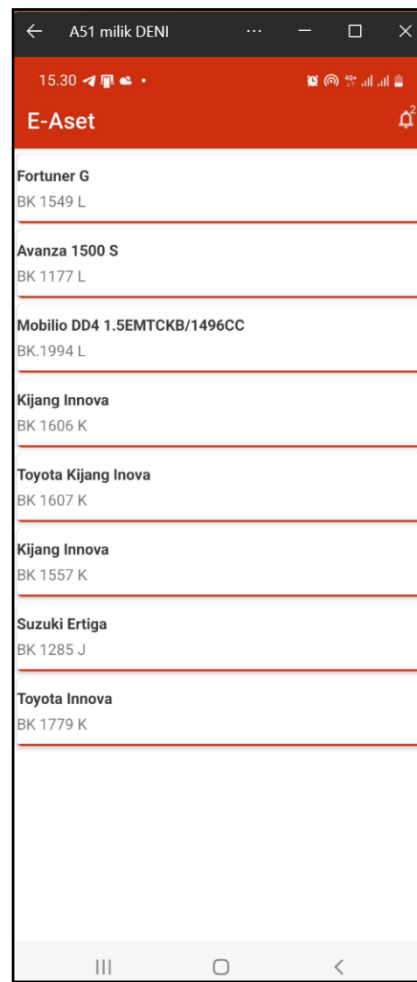 A51 milik DENI
15.30
E-Aset
2
Fortuner G
BK 1549 L
Avanza 1500 S
BK 1177 L
Mobilio DD4 1.5EMTCKB/1496CC
BK.1994 L
Kijang Innova
BK 1606 K
Toyota Kijang Inova
BK 1607 K
Kijang Innova
BK 1557 K
Suzuki Ertiga
BK 1285 J
Toyota Innova
BK 1779 K